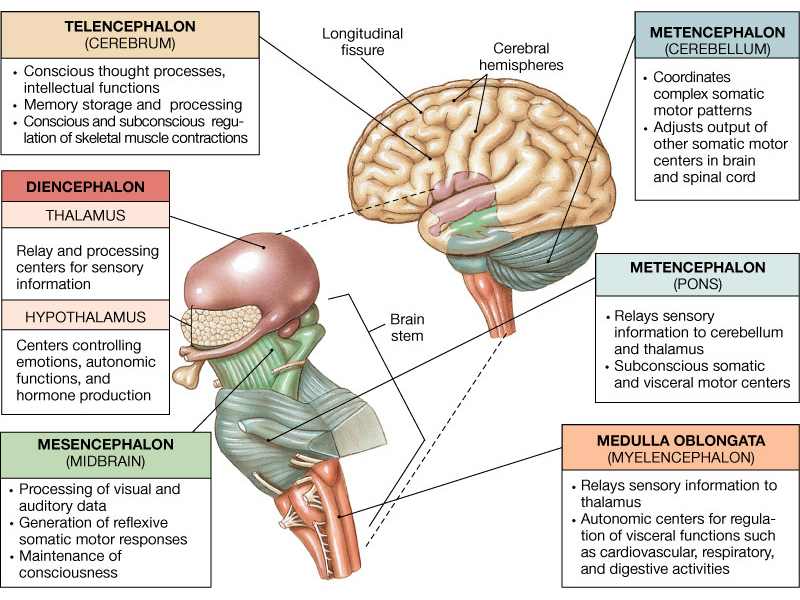 TELENCEPHALON
(CEREBRUM)
• Conscious thought processes,
intellectual functions
• Memory storage and processing
• Conscious and subconscious regu-
lation of skeletal muscle contractions
Longitudinal
fissure
Cerebral
hemispheres
METENCEPHALON
(CEREBELLUM)
• Coordinates
complex somatic
motor patterns
• Adjusts output of
other somatic motor
centers in brain
and spinal cord
DIENCEPHALON
THALAMUS
Relay and processing
centers for sensory
information
HYPOTHALAMUS
Centers controlling
emotions, autonomic
functions, and
hormone production
Brain
stem
METENCEPHALON
(PONS)
• Relays sensory
information to cerebellum
and thalamus
• Subconscious somatic
and visceral motor centers
MESENCEPHALON
(MIDBRAIN)
• Processing of visual and
auditory data
• Generation of reflexive
somatic motor responses
• Maintenance of
consciousness
MEDULLA OBLONGATA
(MYELENCEPHALON)
• Relays sensory information to
thalamus
• Autonomic centers for regula-
tion of visceral functions such
as cardiovascular, respiratory,
and digestive activities